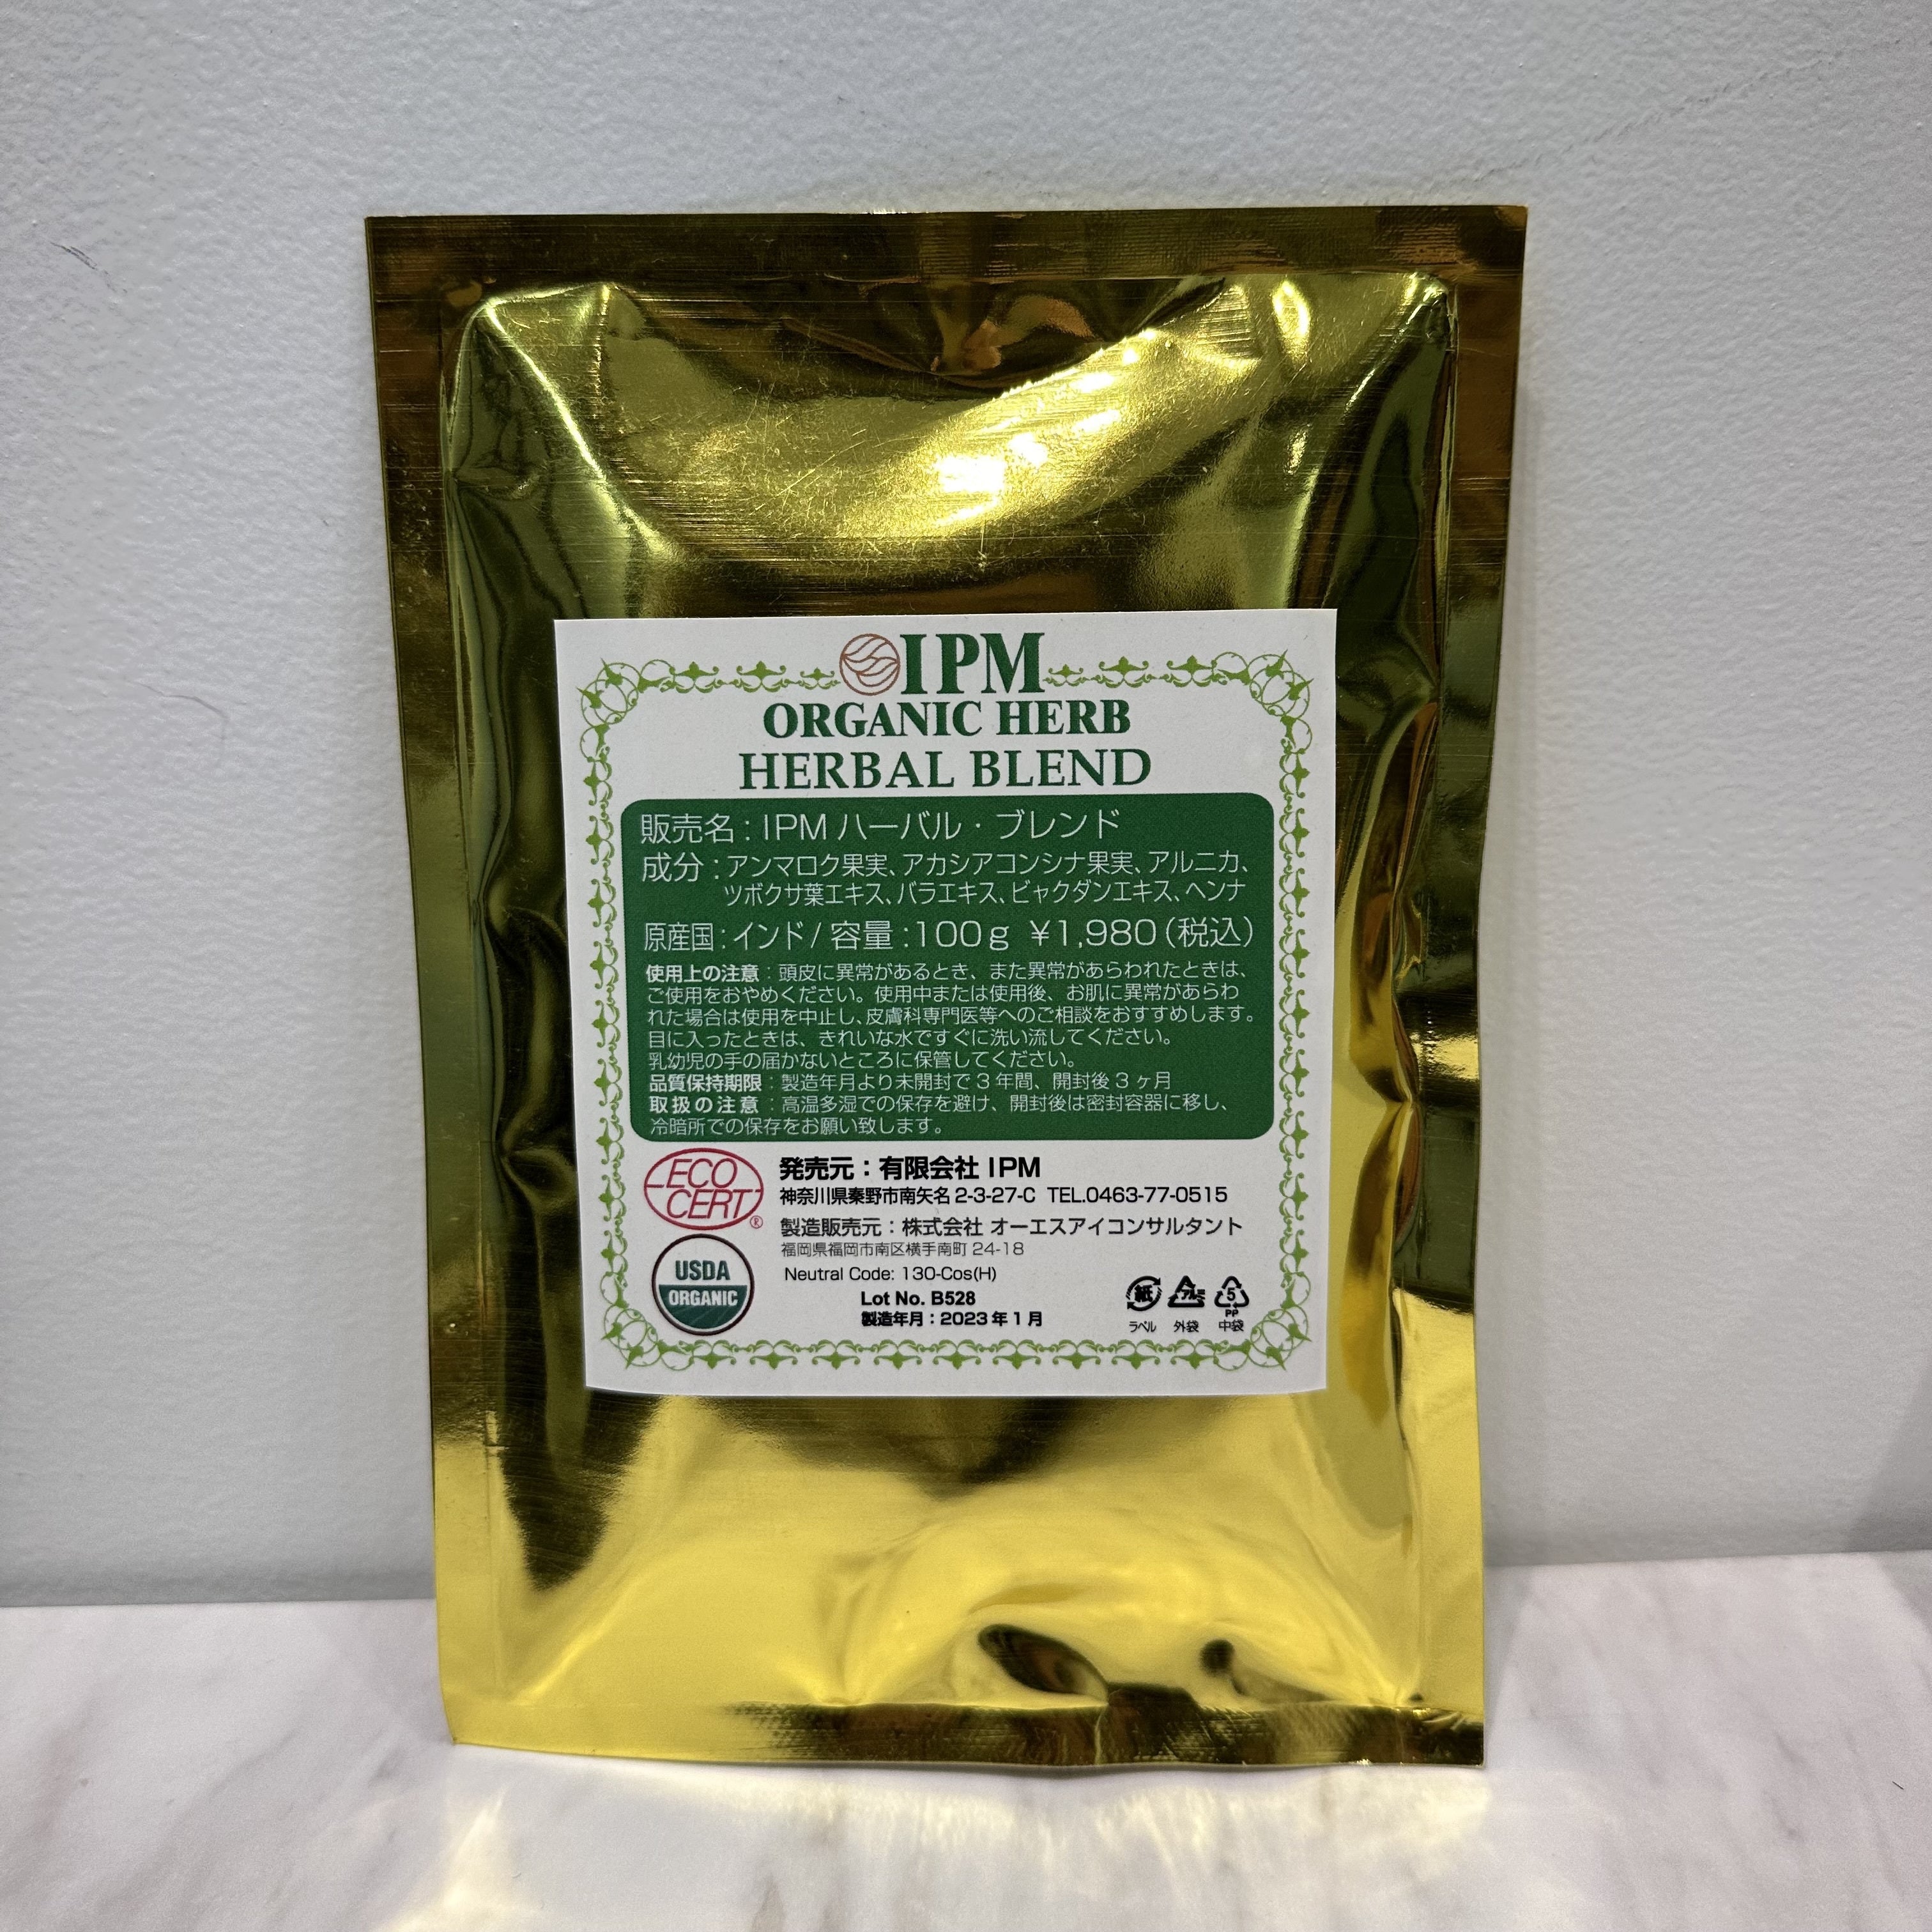 IPM
ORGANIC HERB
HERBAL BLEND
販売名：IPM ハーバル・ブレンド
成分：アンマロク果実、アカシアコンシナ果実、アルニカ、
ツボクサ葉エキス、バラエキス、ビャクダンエキス、ヘンナ
原産国：インド/ 容量：100g ¥1,980（税込）
使用上の注意：頭皮に異常があるとき、また異常があらわれたときは、
ご使用をおやめください。使用中または使用後、お肌に異常があらわ
れた場合は使用を中止し、皮膚科専門医等へのご相談をおすすめします。
目に入ったときは、きれいな水ですぐに洗い流してください。
乳幼児の手の届かないところに保管してください。
品質保持期限：製造年月より未開封で3年間、開封後3ヶ月
取扱の注意：高温多湿での保存を避け、開封後は密封容器に移し、
冷暗所での保存をお願い致します。
ECO
CERT®
発売元：有限会社 IPM
神奈川県秦野市南矢名 2-3-27-C TEL.0463-77-0515
製造販売元：株式会社 オーエスアイコンサルタント
福岡県福岡市南区横手南町 24-18
USDA
ORGANIC
Neutral Code: 130-Cos(H)
Lot No. B528
製造年月：2023年1月
紙 アルミ 5
PP
ラベル 外袋 中袋